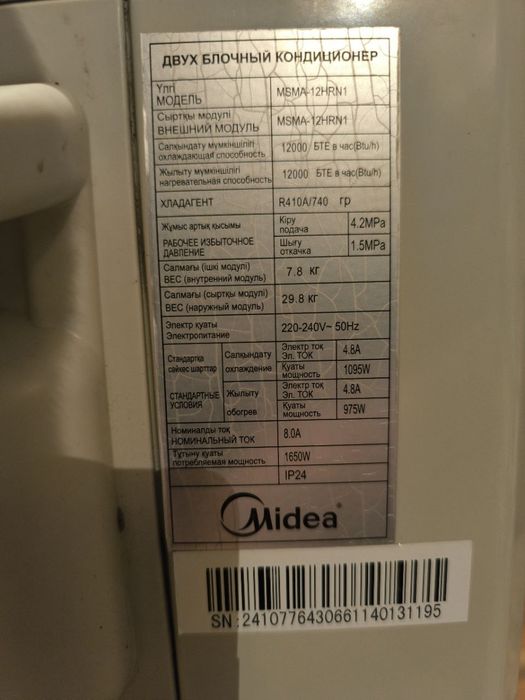 ДВУХ БЛОЧНЫЙ КОНДИЦИОНЕР
Үлгі
МОДЕЛЬ
MSMA-12HRN1
Сыртқы модулі
ВНЕШНИЙ МОДУЛЬ
MSMA-12HRN1
Салқындату мүмкіншілігі
охлаждающая способность
12000 БТЕ в час(Btu/h)
Жылыту мүмкіншілігі
нагревательная способность
12000 БТЕ в час(Btu/h)
ХЛАДАГЕНТ
R410A/740 гр
Жұмыс артық қысымы
РАБОЧЕЕ ИЗБЫТОЧНОЕ
ДАВЛЕНИЕ
Кіру
подача
4.2MPa
Шығу
откачка
1.5MPa
Салмағы (ішкі модулі)
ВЕС (внутренний модуль)
7.8 КГ
Салмағы (сыртқы модулі)
ВЕС (наружный модуль)
29.8 КГ
Электр қуаты
Электропитание
220-240V~ 50Hz
Стандартқа
сәйкес шарттар
СТАНДАРТНЫЕ
УСЛОВИЯ
Салқындату
охлаждение
Электр тоқ
Эл. ТОК
4.8A
Қуаты
мощность
1095W
Жылыту
обогрев
Электр тоқ
Эл. ТОК
4.8A
Қуаты
мощность
975W
Номиналды тоқ
НОМИНАЛЬНЫЙ ТОК
8.0A
Тұтыну қуаты
потребляемая мощность
1650W
IP24
Midea
SN:2410776430661140131195